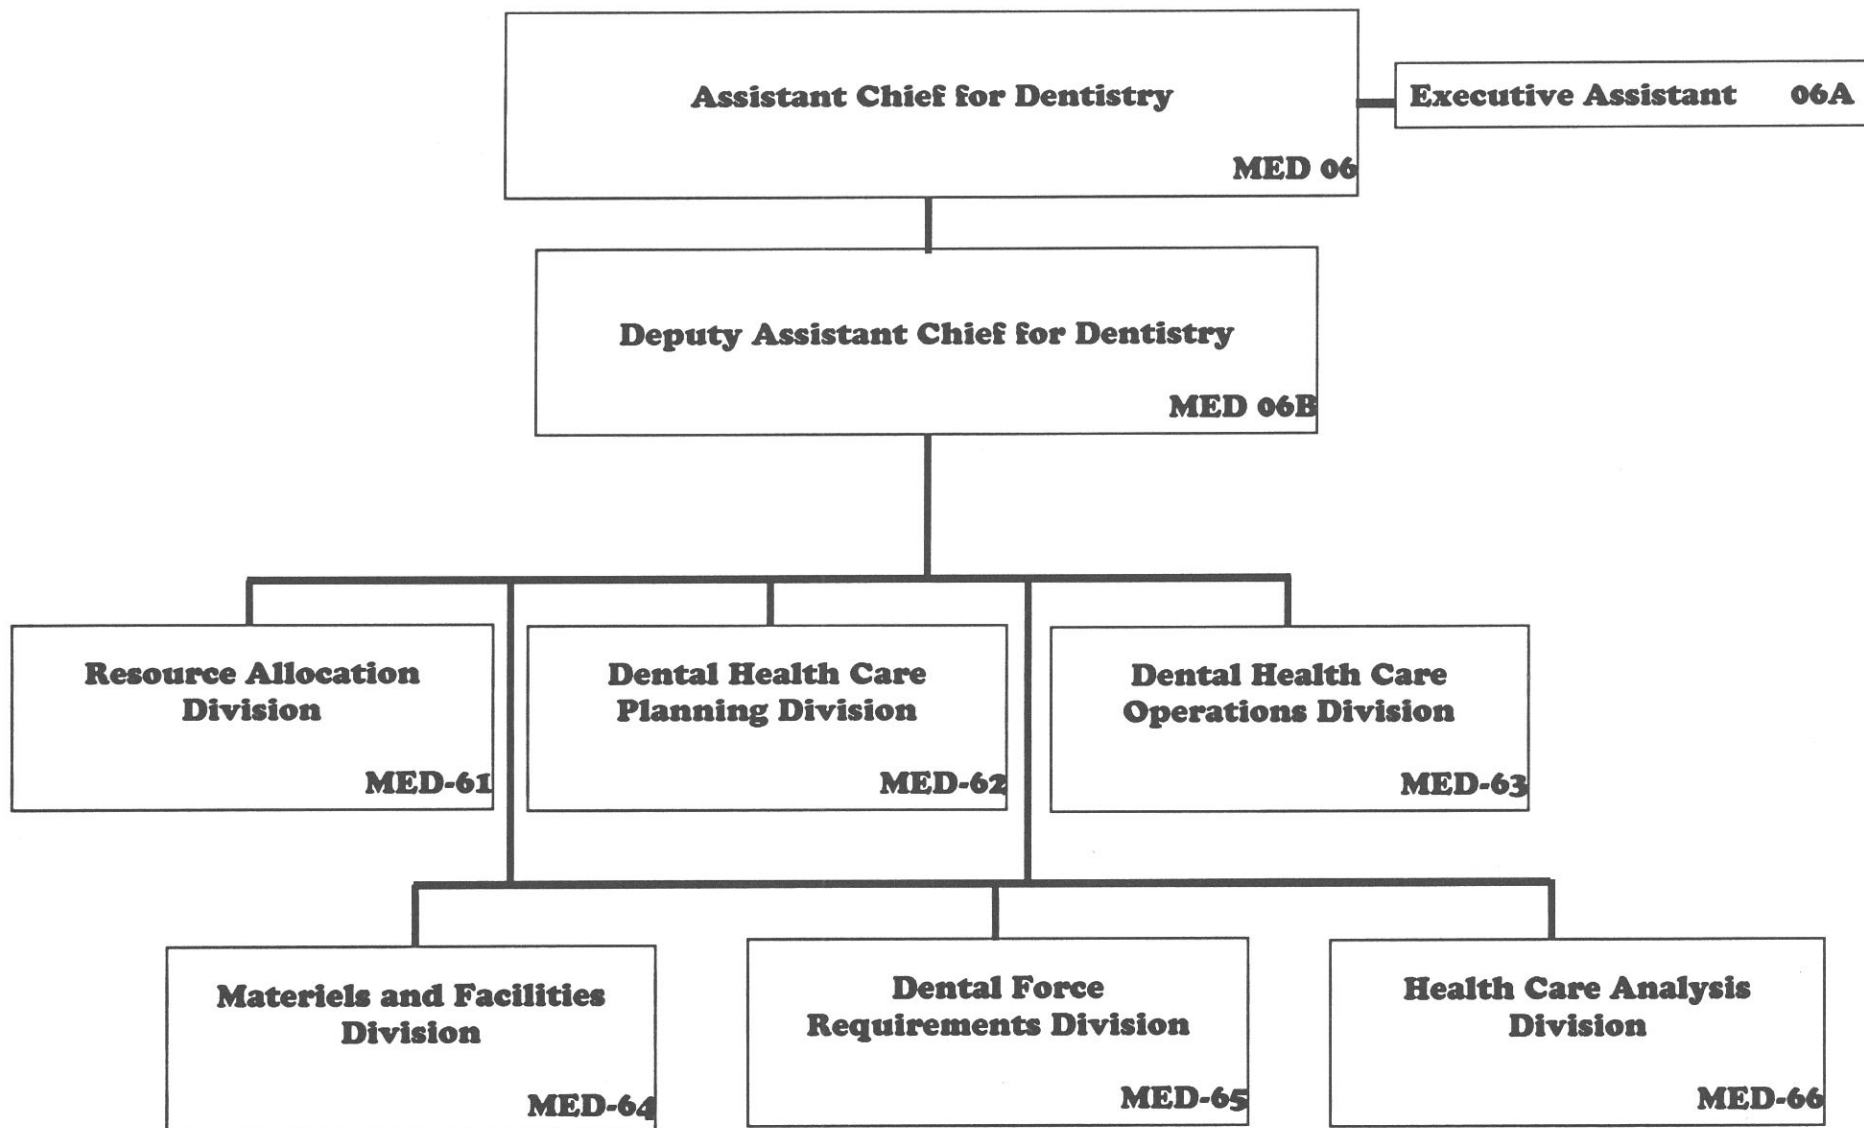 Assistant Chief for Dentistry
MED 06
Executive Assistant 06A
Deputy Assistant Chief for Dentistry
MED 06B
Resource Allocation
Division
MED-61
Dental Health Care
Planning Division
MED-62
Dental Health Care
Operations Division
MED-63
Materiels and Facilities
Division
MED-64
Dental Force
Requirements Division
MED-65
Health Care Analysis
Division
MED-66